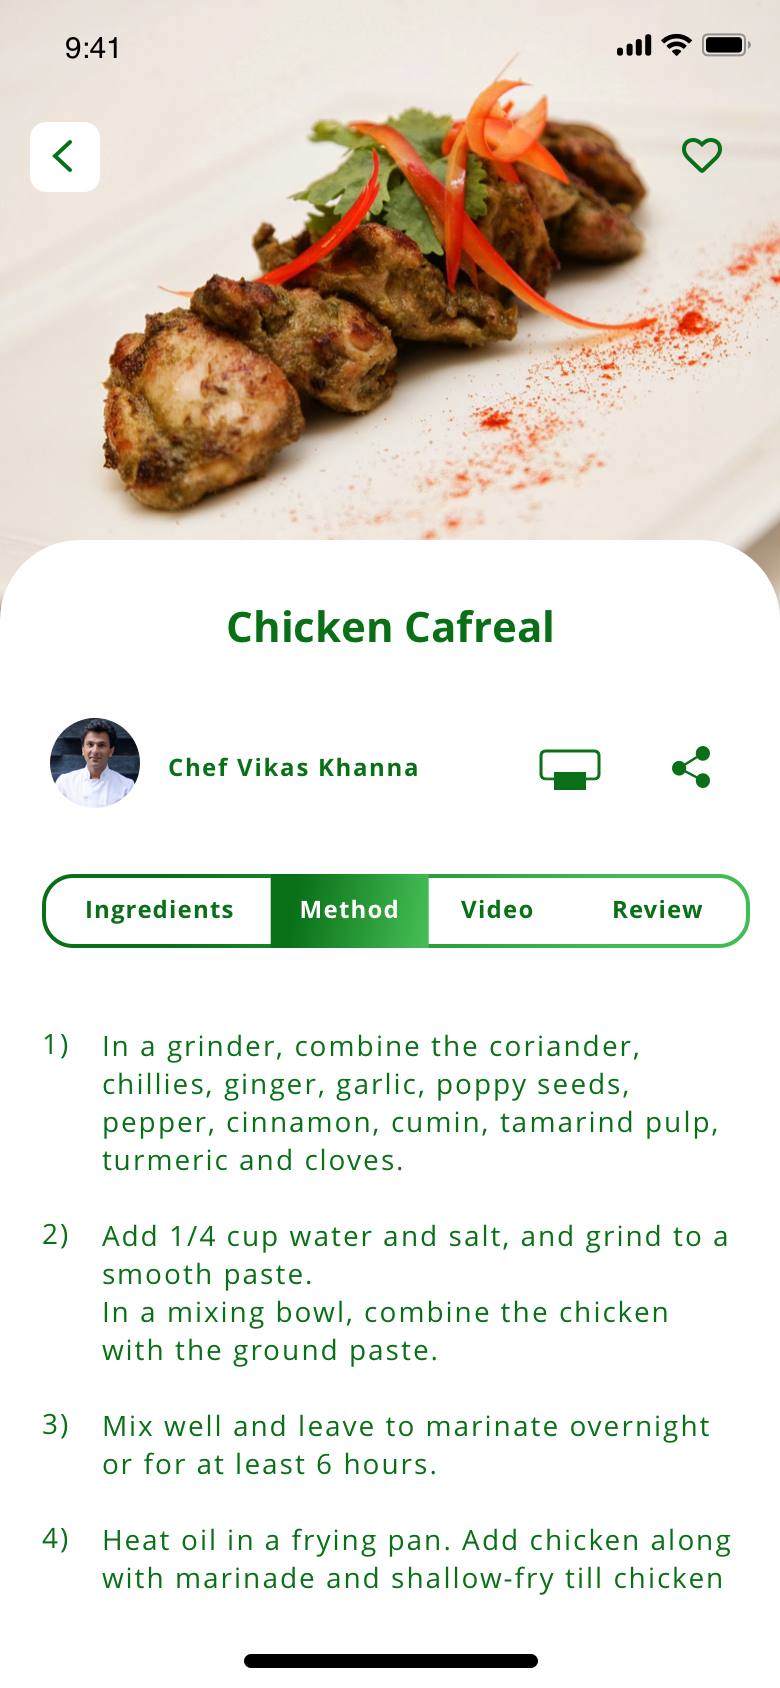 9:41
Chicken Cafreal
Chef Vikas Khanna
Ingredients Method Video Review
1) In a grinder, combine the coriander,
chillies, ginger, garlic, poppy seeds,
pepper, cinnamon, cumin, tamarind pulp,
turmeric and cloves.
2) Add 1/4 cup water and salt, and grind to a
smooth paste.
In a mixing bowl, combine the chicken
with the ground paste.
3) Mix well and leave to marinate overnight
or for at least 6 hours.
4) Heat oil in a frying pan. Add chicken along
with marinade and shallow-fry till chicken